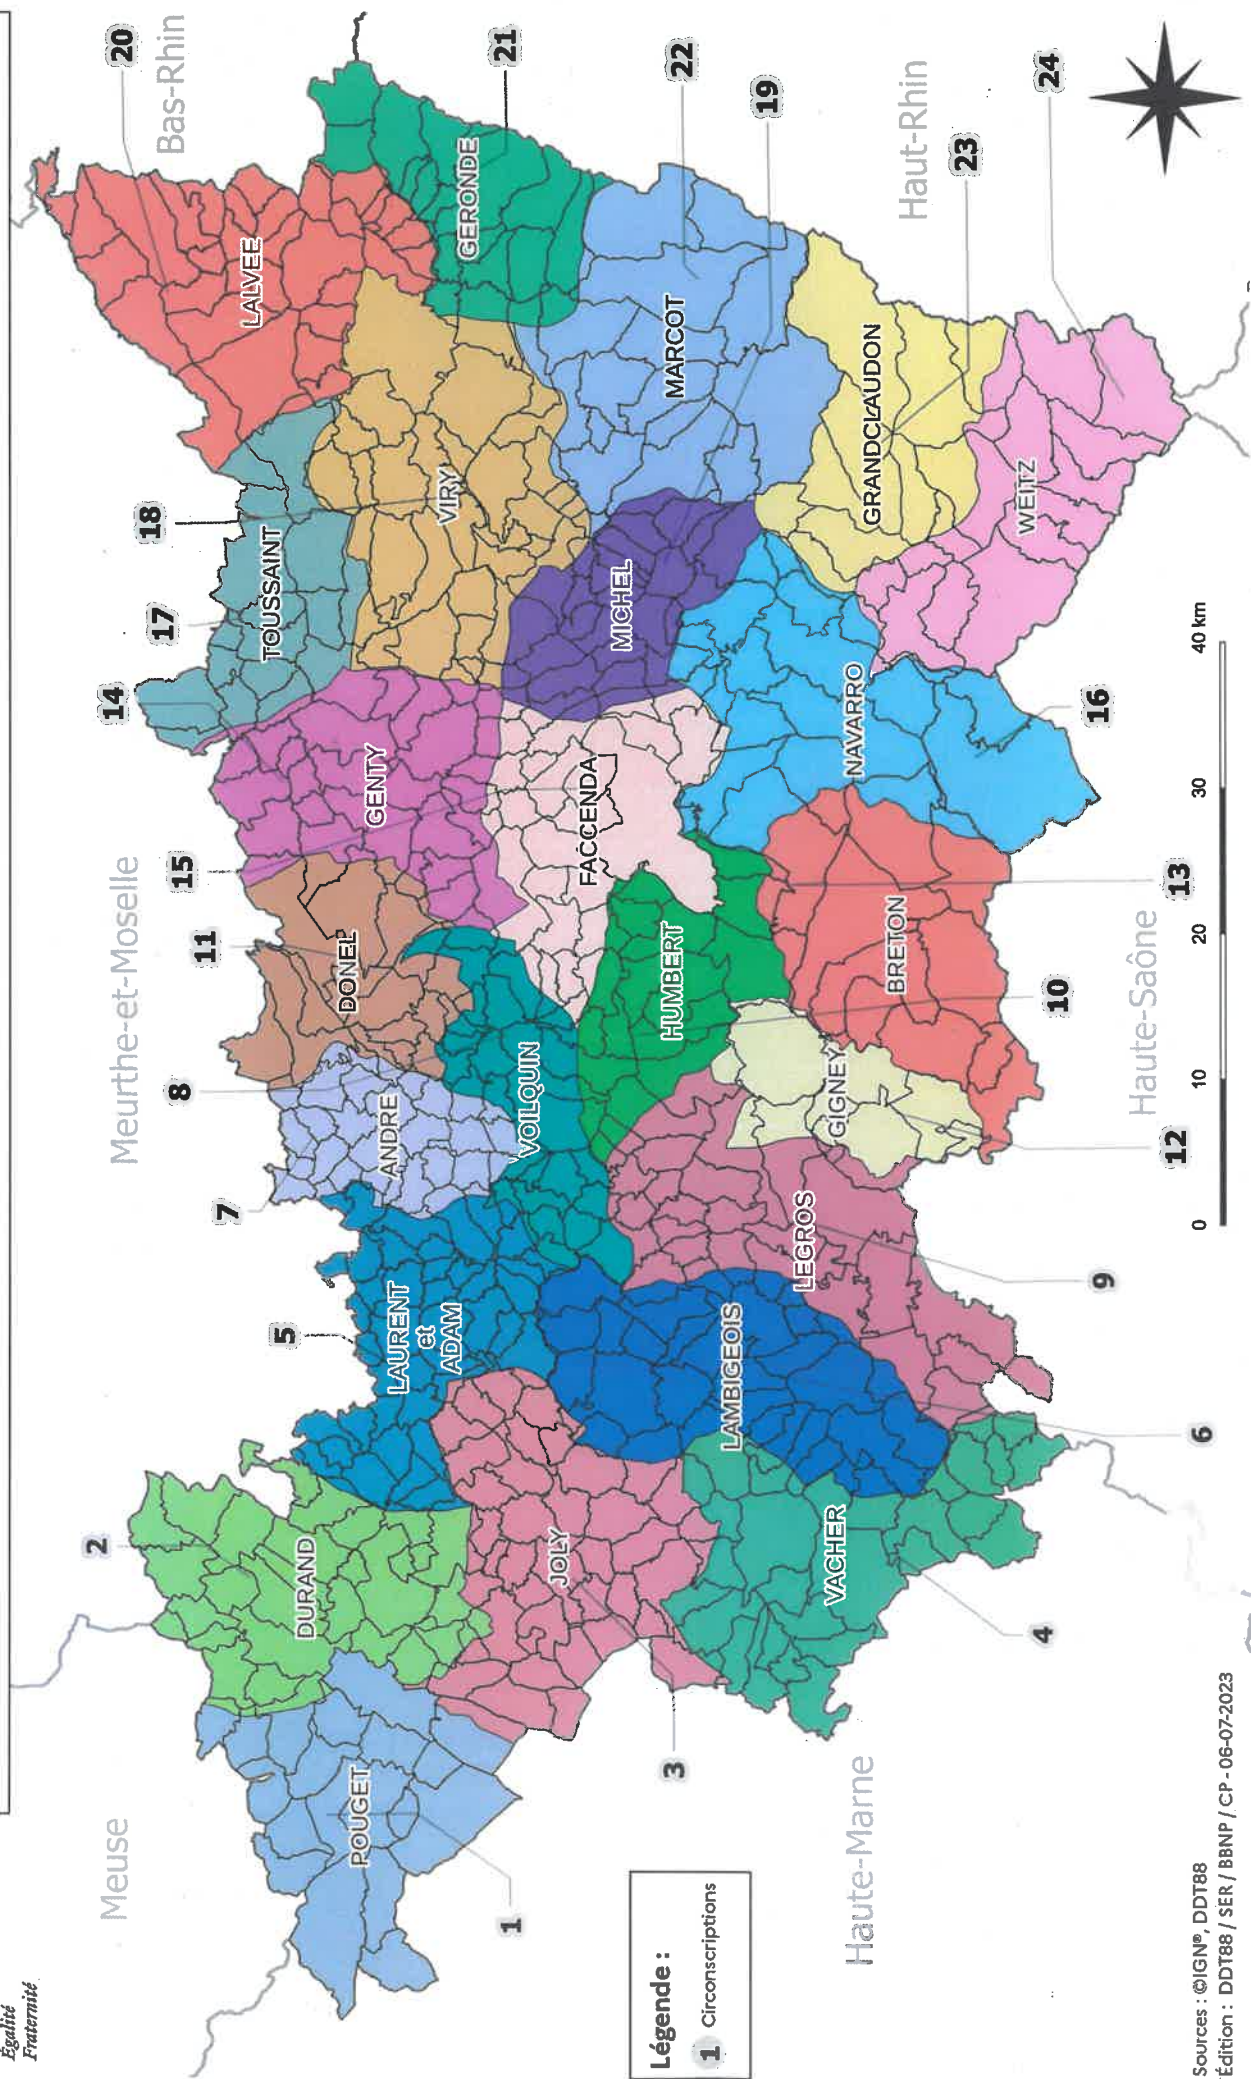 Égalité
Fraternité
Meuse
Meurthe-et-Moselle
Bas-Rhin
Haut-Rhin
Haute-Saône
Haute-Marne
1
POUGET
2
DURAND
3
JOLY
4
VACHER
5
LAURENT
et
ADAM
6
LAMBIGEOIS
7
ANDRE
8
VOILQUIN
9
LEGROS
10
HUMBERT
11
DONEL
12
GIGNEY
13
BRETON
14
GENTY
15
FACCENDA
16
NAVARRO
17
TOUSSAINT
18
VIRY
19
MICHEL
20
LALVEE
21
GERONDE
22
MARCOT
23
GRANDCLAUDON
24
WEITZ
Légende :
1 Circonscriptions
0 10 20 30 40 km
Sources : ©IGN®, DDT88
Édition : DDT88 / SER / BBNP / CP - 06-07-2023